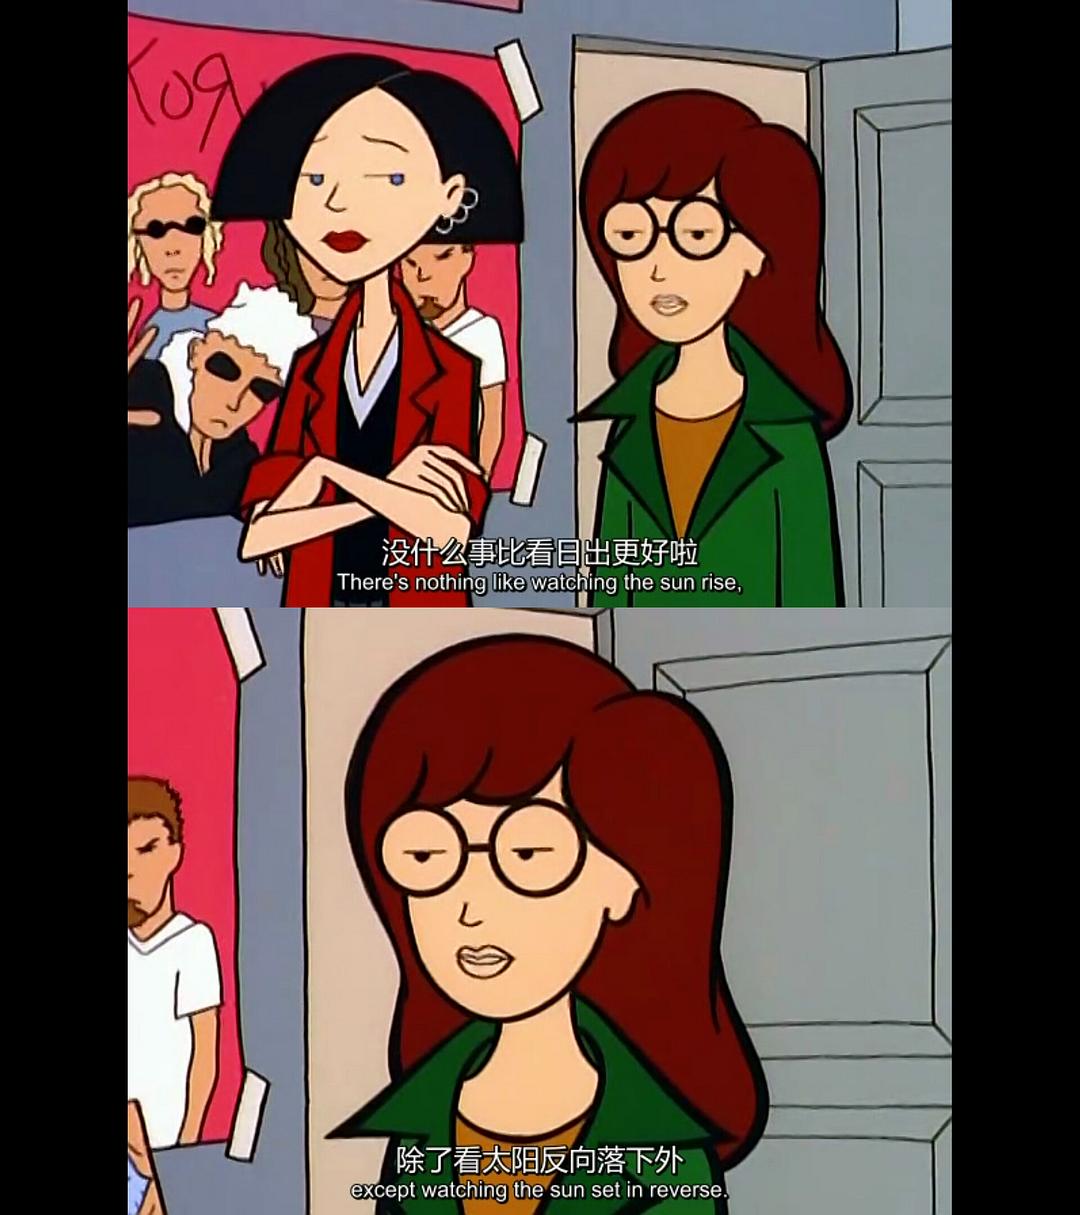 没什么事比看日出更好啦
There's nothing like watching the sun rise,
除了看太阳反向落下外
except watching the sun set in reverse.